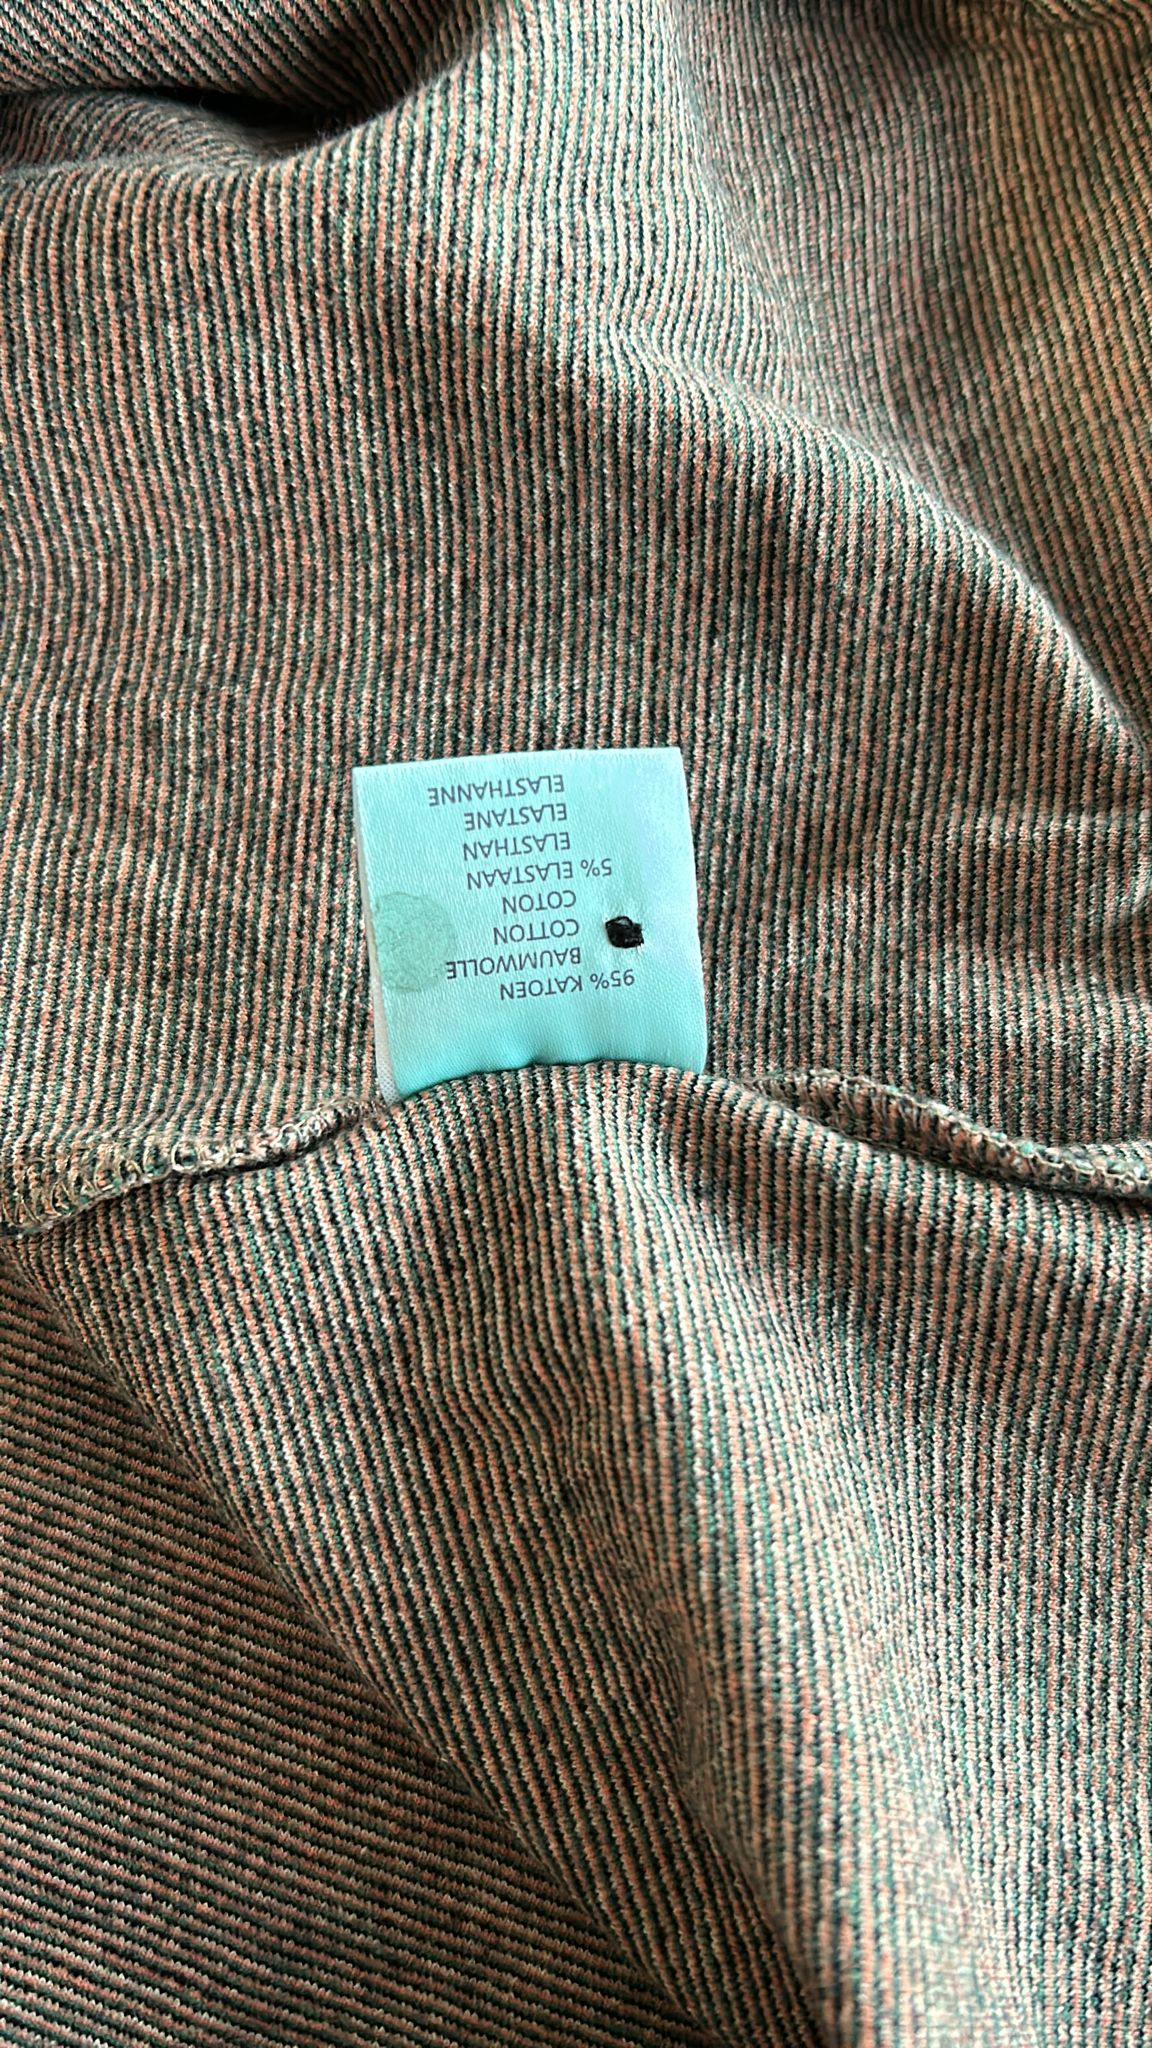 95% KATOEN
BAUMWOLLE
COTTON
COTON
5% ELASTAAN
ELASTHAN
ELASTANE
ELASTHANNE